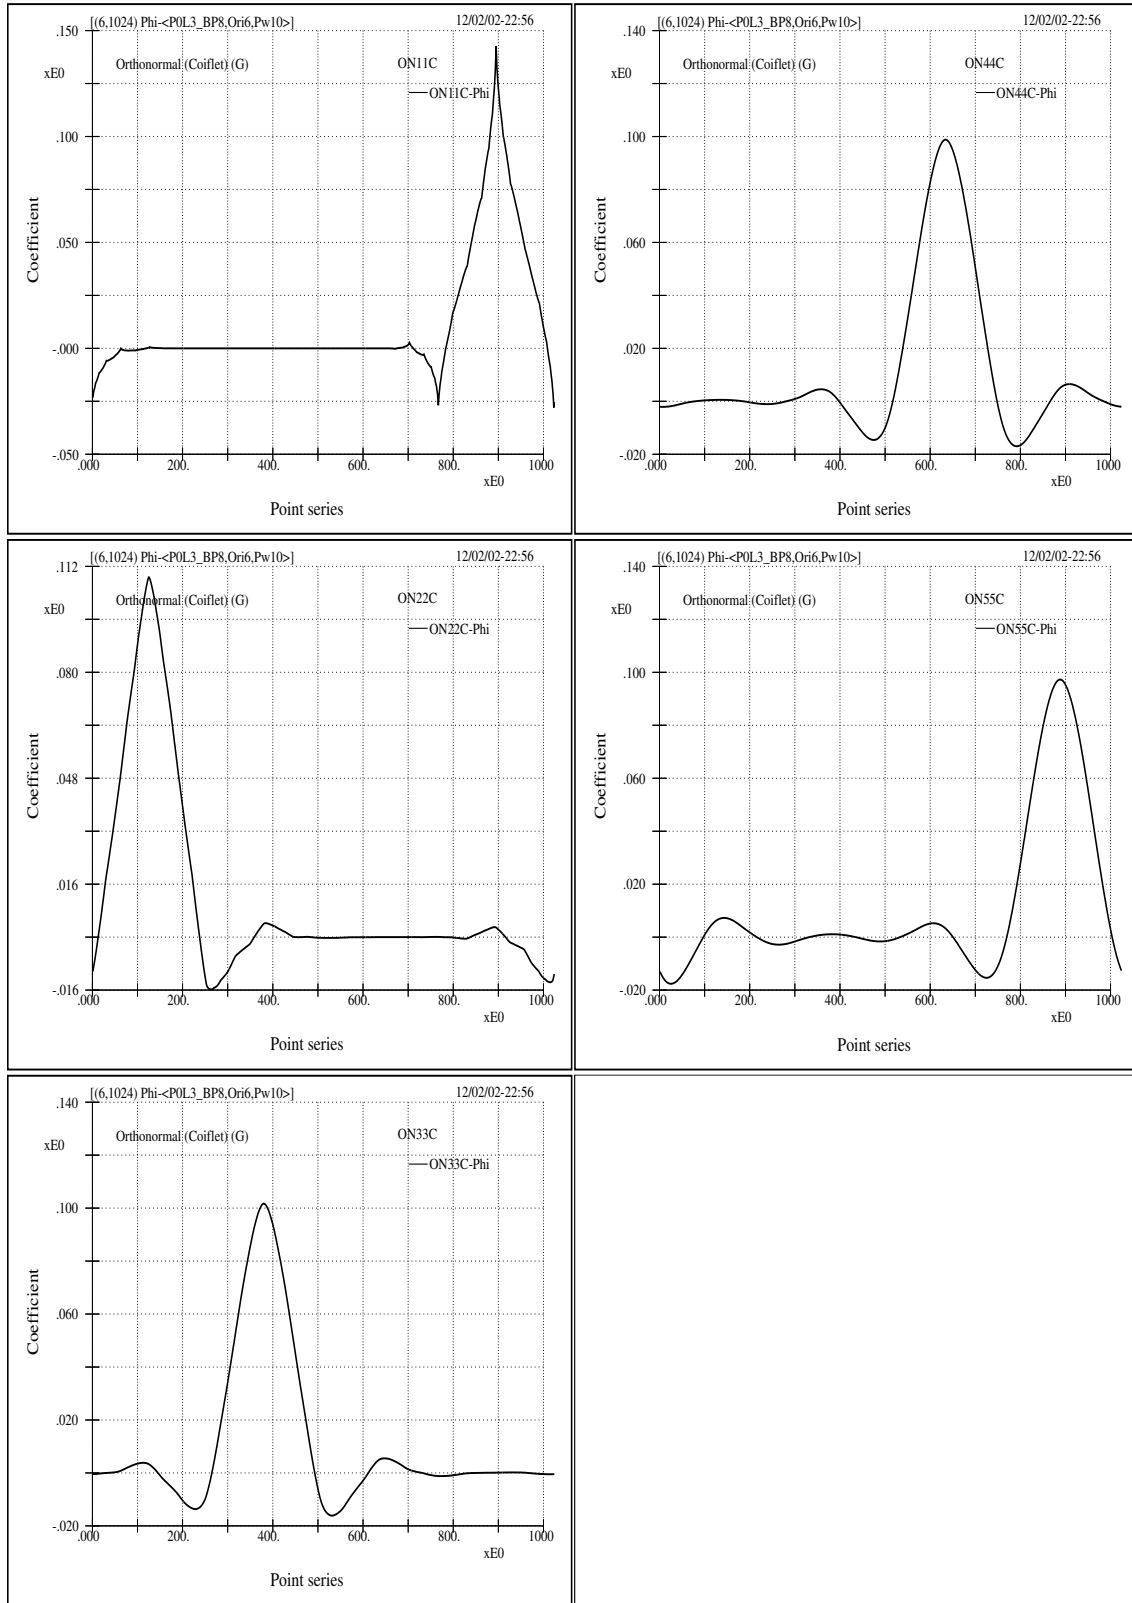 [(6,1024) Phi-<P0L3_BP8,Ori6,Pw10>] 12/02/02-22:56
.150
xE0
Orthonormal (Coiflet) (G) ON11C
ON11C-Phi
.100
Coefficient
.050
-.000
-.050
.000 200. 400. 600. 800. 1000
xE0
Point series
[(6,1024) Phi-<P0L3_BP8,Ori6,Pw10>] 12/02/02-22:56
.140
xE0
Orthonormal (Coiflet) (G) ON44C
ON44C-Phi
.100
Coefficient
.060
.020
-.020
.000 200. 400. 600. 800. 1000
xE0
Point series
[(6,1024) Phi-<P0L3_BP8,Ori6,Pw10>] 12/02/02-22:56
.112
xE0
Orthonormal (Coiflet) (G) ON22C
ON22C-Phi
.080
Coefficient
.048
.016
-.016
.000 200. 400. 600. 800. 1000
xE0
Point series
[(6,1024) Phi-<P0L3_BP8,Ori6,Pw10>] 12/02/02-22:56
.140
xE0
Orthonormal (Coiflet) (G) ON55C
ON55C-Phi
.100
Coefficient
.060
.020
-.020
.000 200. 400. 600. 800. 1000
xE0
Point series
[(6,1024) Phi-<P0L3_BP8,Ori6,Pw10>] 12/02/02-22:56
.140
xE0
Orthonormal (Coiflet) (G) ON33C
ON33C-Phi
.100
Coefficient
.060
.020
-.020
.000 200. 400. 600. 800. 1000
xE0
Point series